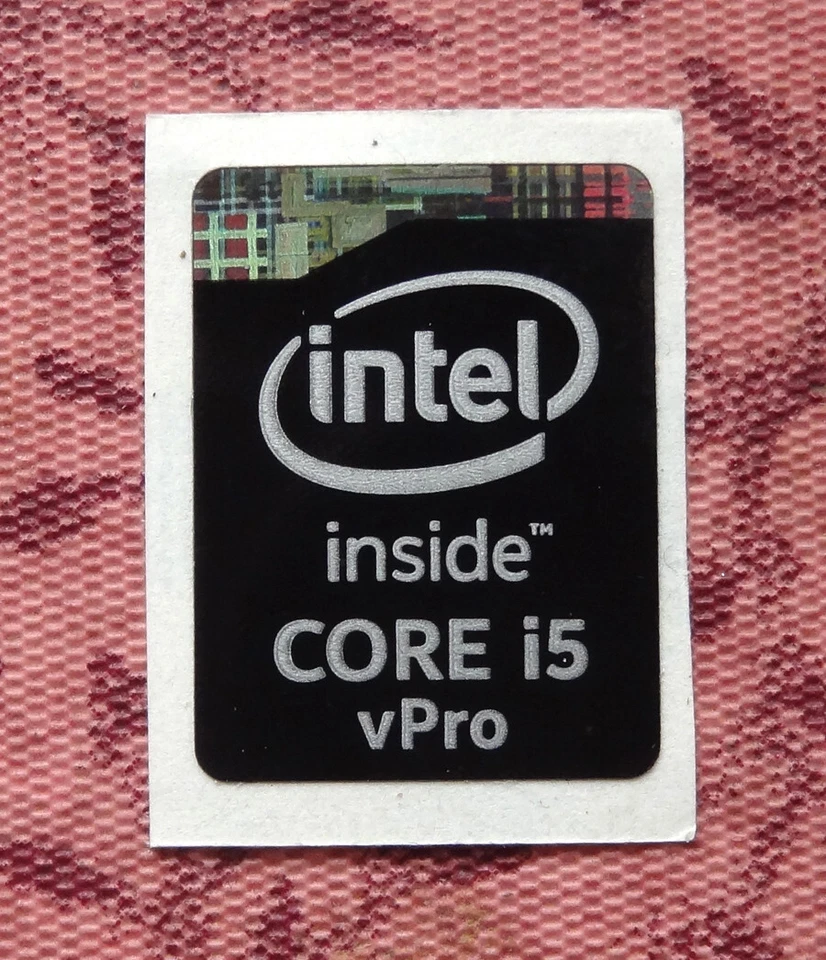 intel
inside™
CORE i5
vPro